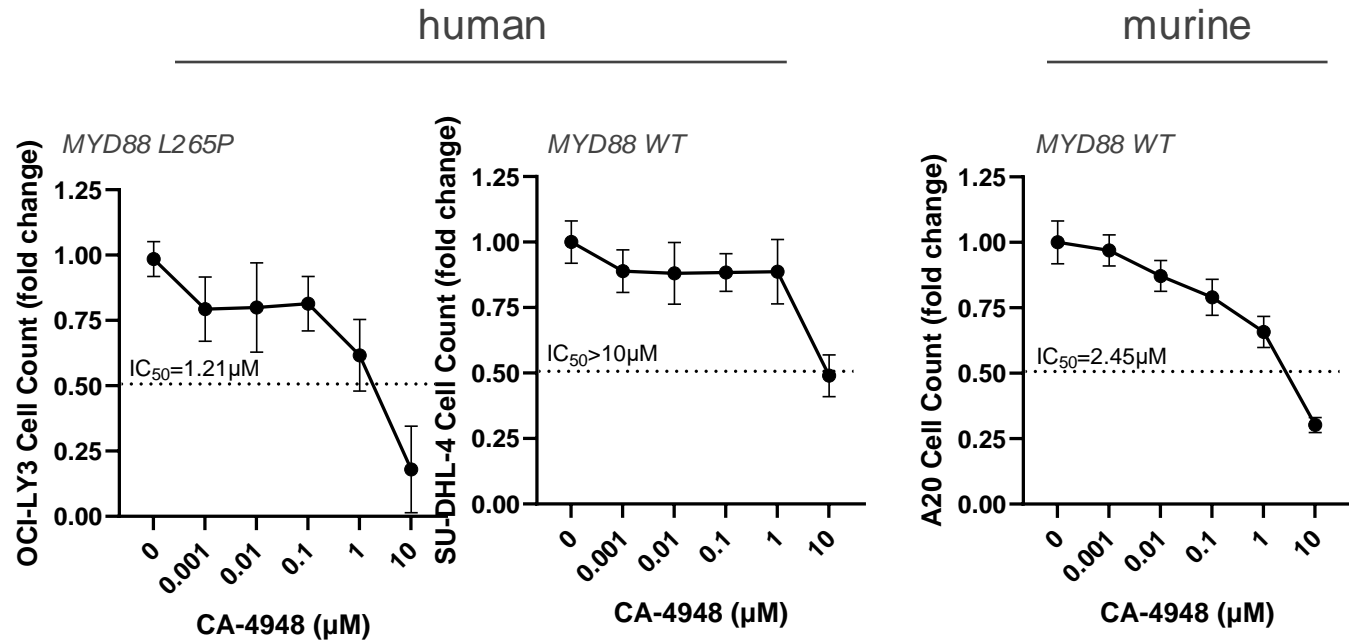 human
murine
MYD88 L265P
OCI-LY3 Cell Count (fold change)
1.25
1.00
0.75
0.50
0.25
0.00
IC50=1.21µM
0
0.001
0.01
0.1
1
10
CA-4948 (µM)
MYD88 WT
SU-DHL-4 Cell Count (fold change)
1.25
1.00
0.75
0.50
0.25
0.00
IC50>10µM
0
0.001
0.01
0.1
1
10
CA-4948 (µM)
MYD88 WT
A20 Cell Count (fold change)
1.25
1.00
0.75
0.50
0.25
0.00
IC50=2.45µM
0
0.001
0.01
0.1
1
10
CA-4948 (µM)